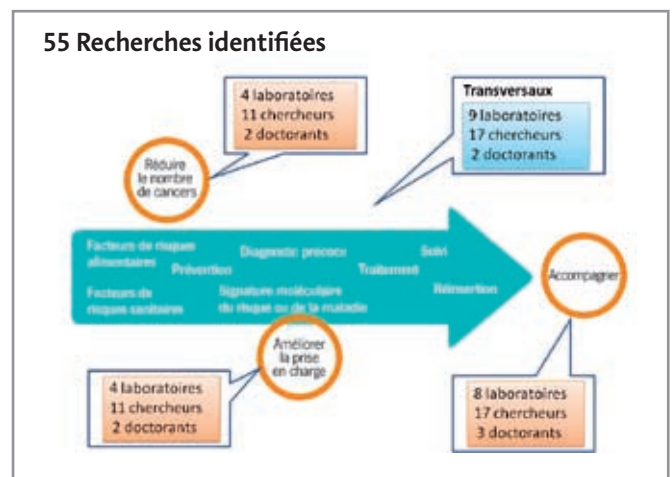 55 Recherches identifiées
4 laboratoires
11 chercheurs
2 doctorants
Transversaux
9 laboratoires
17 chercheurs
2 doctorants
Réduire
le nombre
de cancers
Facteurs de risques
alimentaires
Prévention
Diagnostic précoce
Traitement
Suivi
Facteurs de
risques sanitaires
Signature moléculaire
du risque ou de la maladie
Réinsertion
Accompagner
Améliorer
la prise
en charge
4 laboratoires
11 chercheurs
2 doctorants
8 laboratoires
17 chercheurs
3 doctorants